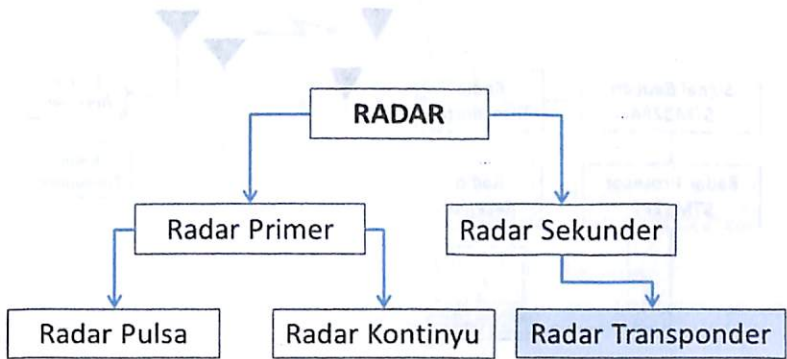 RADAR
Radar Primer
Radar Sekunder
Radar Pulsa
Radar Kontinyu
Radar Transponder